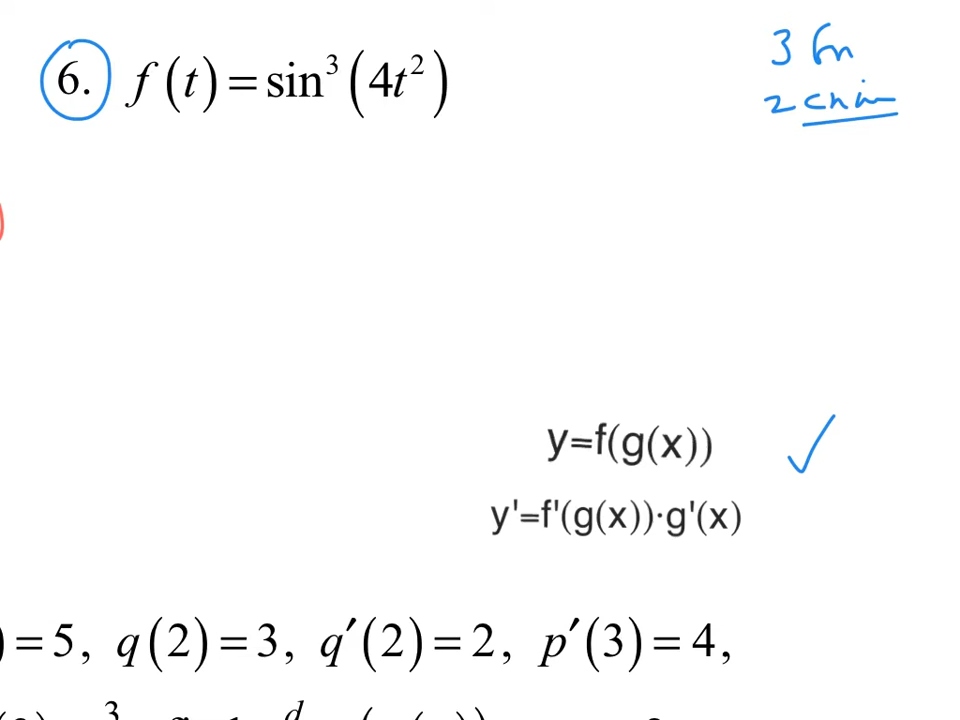 6. f(t) = sin³(4t²)
3 fn
2 chain
y=f(g(x))
y'=f'(g(x))·g'(x)
) = 5, q(2) = 3, q′(2) = 2, p′(3) = 4,